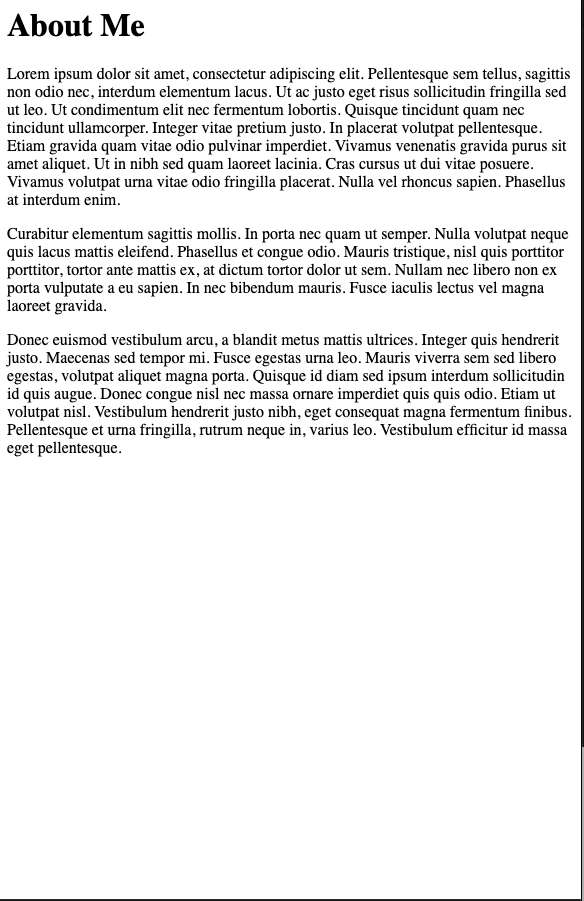 About Me
Lorem ipsum dolor sit amet, consectetur adipiscing elit. Pellentesque sem tellus, sagittis
non odio nec, interdum elementum lacus. Ut ac justo eget risus sollicitudin fringilla sed
ut leo. Ut condimentum elit nec fermentum lobortis. Quisque tincidunt quam nec
tincidunt ullamcorper. Integer vitae pretium justo. In placerat volutpat pellentesque.
Etiam gravida quam vitae odio pulvinar imperdiet. Vivamus venenatis gravida purus sit
amet aliquet. Ut in nibh sed quam laoreet lacinia. Cras cursus ut dui vitae posuere.
Vivamus volutpat urna vitae odio fringilla placerat. Nulla vel rhoncus sapien. Phasellus
at interdum enim.
Curabitur elementum sagittis mollis. In porta nec quam ut semper. Nulla volutpat neque
quis lacus mattis eleifend. Phasellus et congue odio. Mauris tristique, nisl quis porttitor
porttitor, tortor ante mattis ex, at dictum tortor dolor ut sem. Nullam nec libero non ex
porta vulputate a eu sapien. In nec bibendum mauris. Fusce iaculis lectus vel magna
laoreet gravida.
Donec euismod vestibulum arcu, a blandit metus mattis ultrices. Integer quis hendrerit
justo. Maecenas sed tempor mi. Fusce egestas urna leo. Mauris viverra sem sed libero
egestas, volutpat aliquet magna porta. Quisque id diam sed ipsum interdum sollicitudin
id quis augue. Donec congue nisl nec massa ornare imperdiet quis quis odio. Etiam ut
volutpat nisl. Vestibulum hendrerit justo nibh, eget consequat magna fermentum finibus.
Pellentesque et urna fringilla, rutrum neque in, varius leo. Vestibulum efficitur id massa
eget pellentesque.